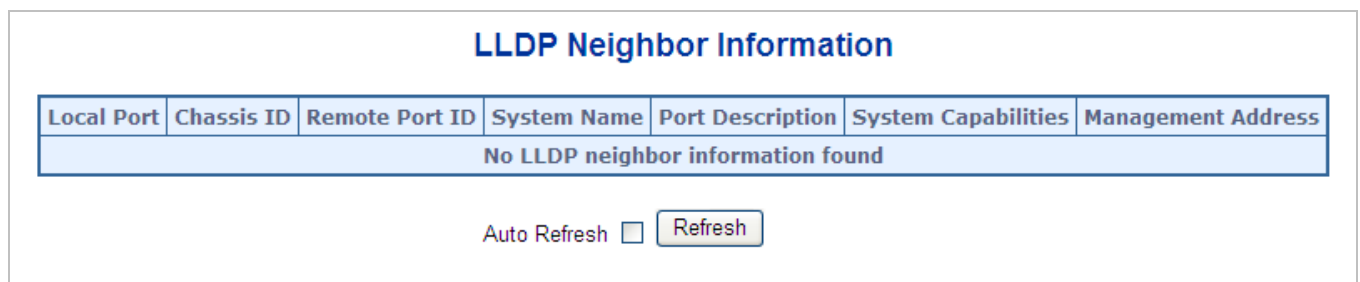 LLDP Neighbor Information
Local Port Chassis ID Remote Port ID System Name Port Description System Capabilities Management Address
No LLDP neighbor information found
Auto Refresh Refresh